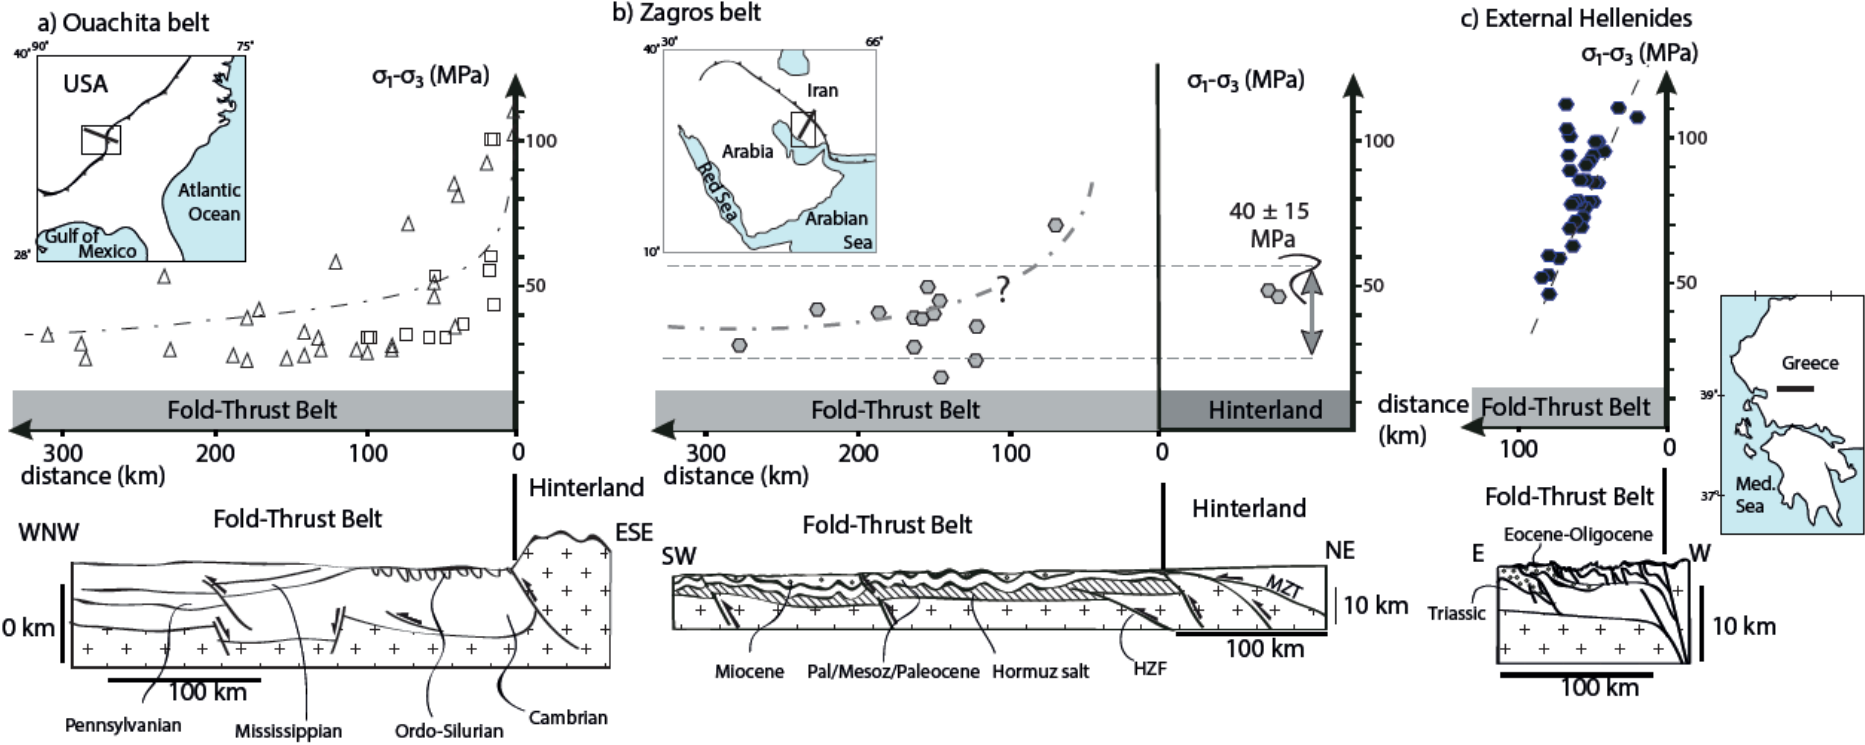 a) Ouachita belt
40°90°
75°
USA
Atlantic
Ocean
Gulf of
Mexico
28°
σ1-σ3 (MPa)
100
50
Fold-Thrust Belt
300
200
100
0
distance (km)
Hinterland
Fold-Thrust Belt
WNW
ESE
0 km
100 km
Pennsylvanian
Mississippian
Ordo-Silurian
Cambrian
b) Zagros belt
40°30°
66°
Iran
Arabia
Red Sea
Arabian
Sea
10°
?
σ1-σ3 (MPa)
40 ± 15
MPa
100
50
Fold-Thrust Belt
Hinterland
300
200
100
0
distance (km)
Fold-Thrust Belt
Hinterland
SW
NE
MZT
10 km
100 km
Miocene
Pal/Mesoz/Paleocene
Hormuz salt
HZF
c) External Hellenides
σ1-σ3 (MPa)
100
50
distance
(km)
Fold-Thrust Belt
100
0
Greece
39°
37°
Med.
Sea
Fold-Thrust Belt
Eocene-Oligocene
E
W
Triassic
10 km
100 km